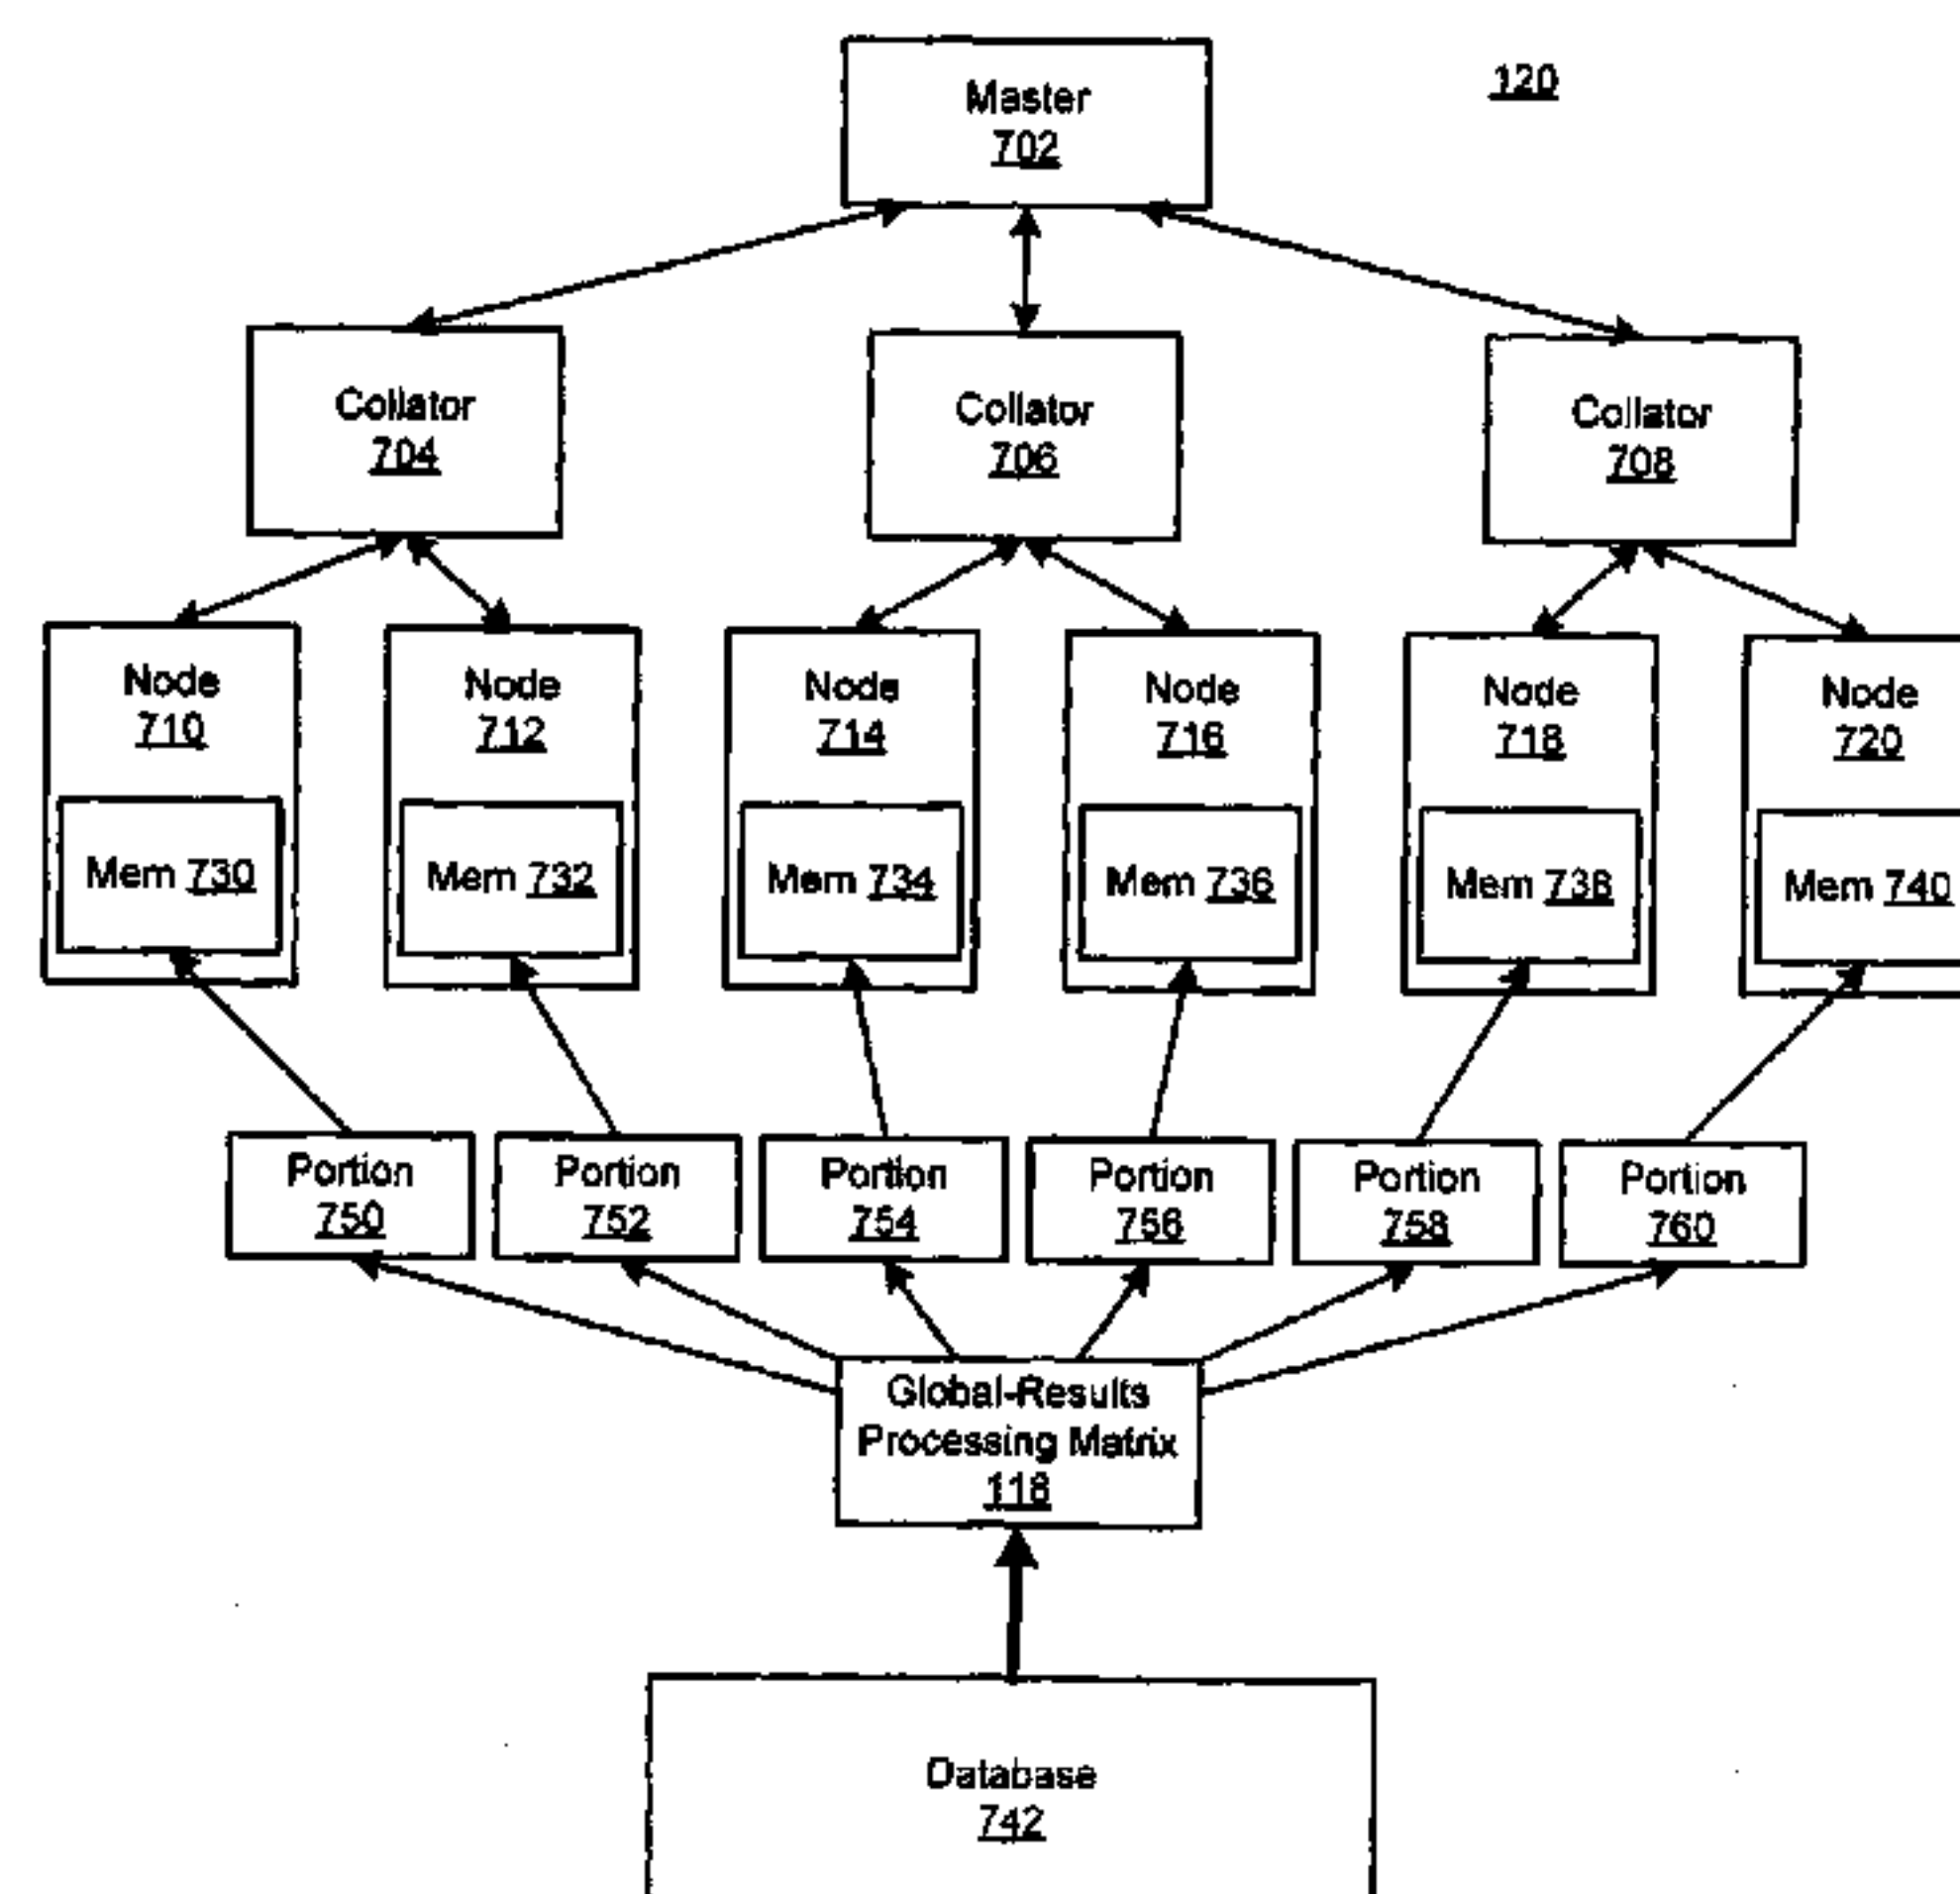 120
Master
702
Collator
704
Collator
706
Collator
708
Node
710
Node
712
Node
714
Node
716
Node
718
Node
720
Mem 730
Mem 732
Mem 734
Mem 736
Mem 738
Mem 740
Portion
750
Portion
752
Portion
754
Portion
756
Portion
758
Portion
760
Global-Results
Processing Matrix
118
Database
742